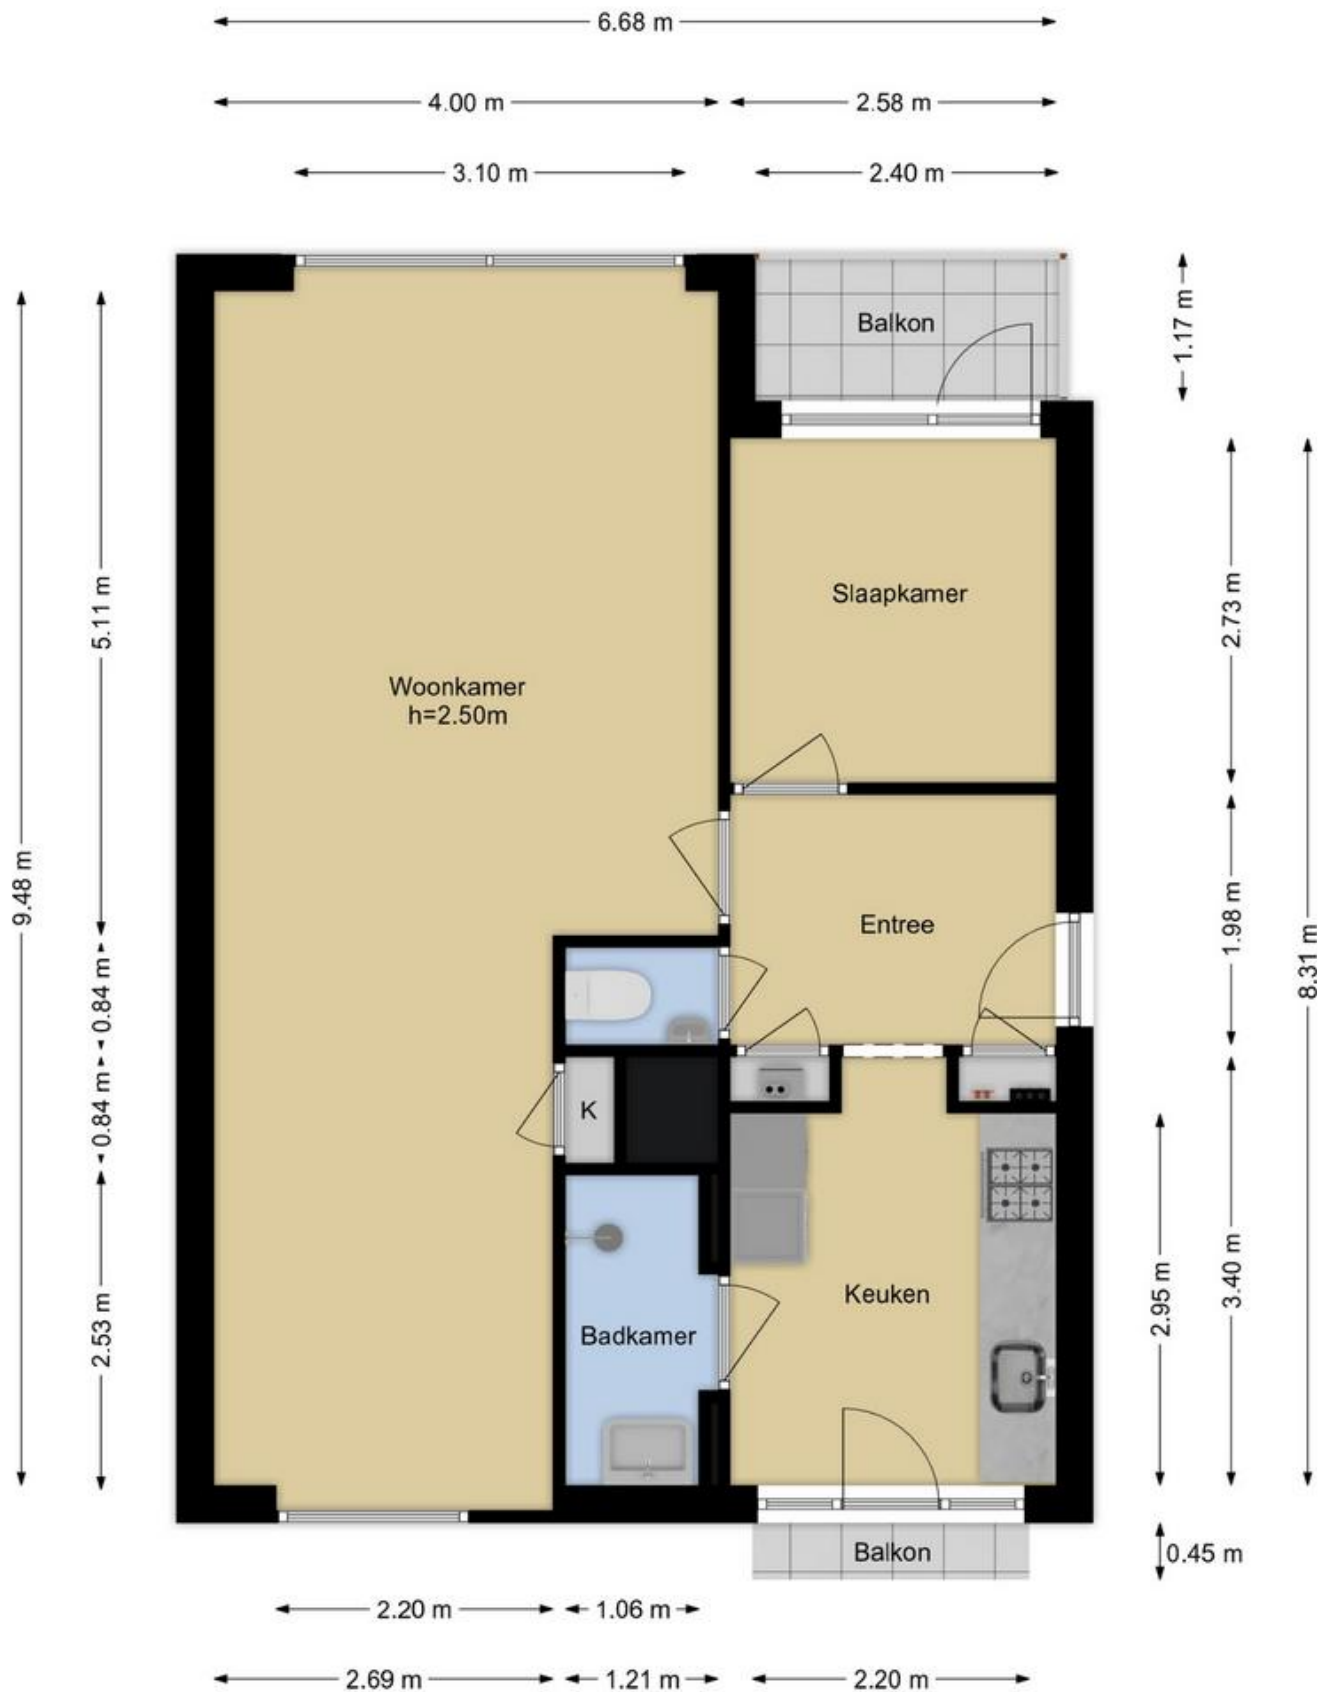 6.68 m
4.00 m
2.58 m
3.10 m
2.40 m
Balkon
1.17 m
Slaapkamer
2.73 m
5.11 m
Woonkamer
h=2.50m
9.48 m
Entree
1.98 m
8.31 m
0.84 m
0.84 m
K
Keuken
2.95 m
3.40 m
2.53 m
Badkamer
Balkon
0.45 m
2.20 m
1.06 m
2.69 m
1.21 m
2.20 m